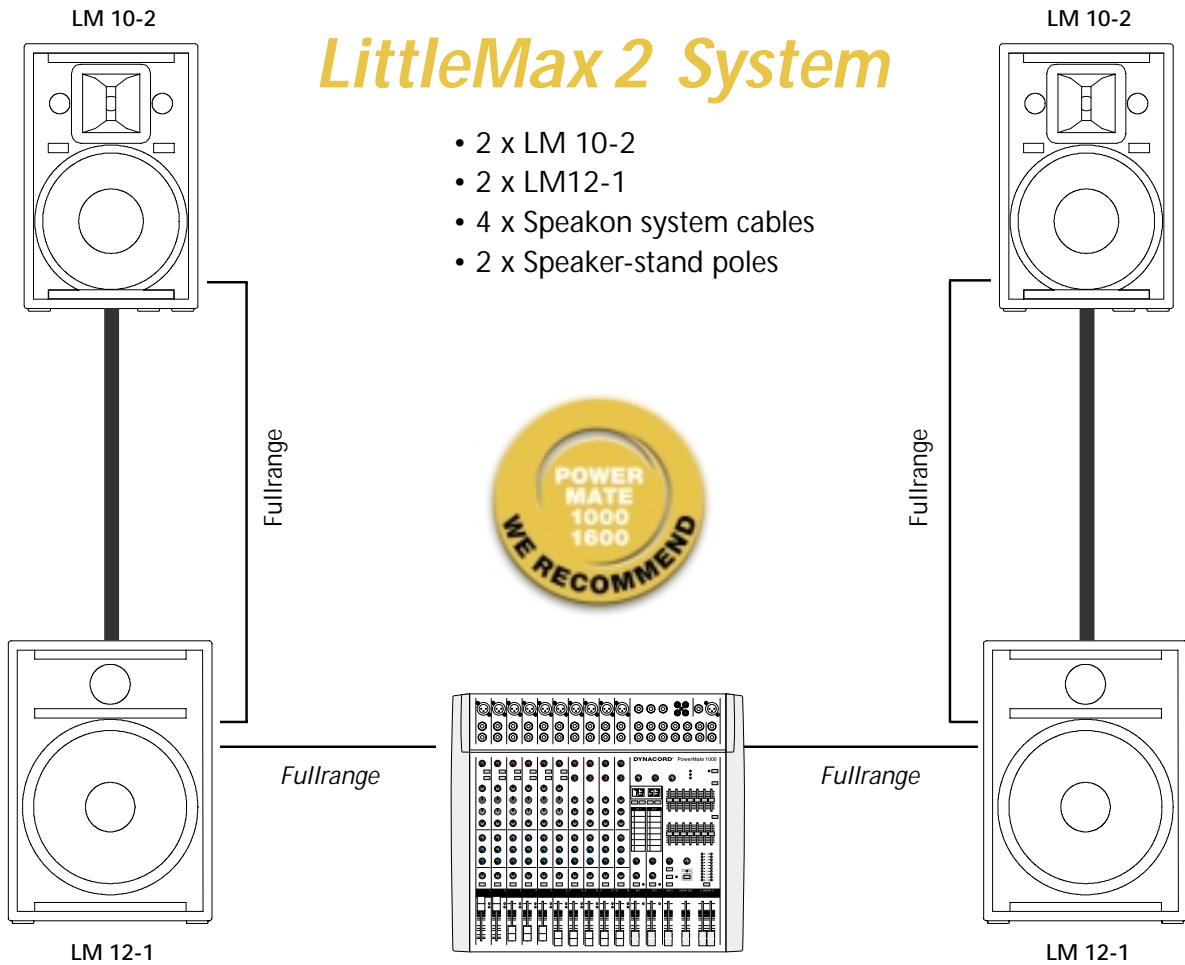 LM 10-2
LM 10-2
LittleMax 2 System
• 2 x LM 10-2
• 2 x LM12-1
• 4 x Speakon system cables
• 2 x Speaker-stand poles
Fullrange
Fullrange
POWER
MATE
1000
1600
WE RECOMMEND
DYNACORD PowerMate 1000
Fullrange
Fullrange
LM 12-1
LM 12-1